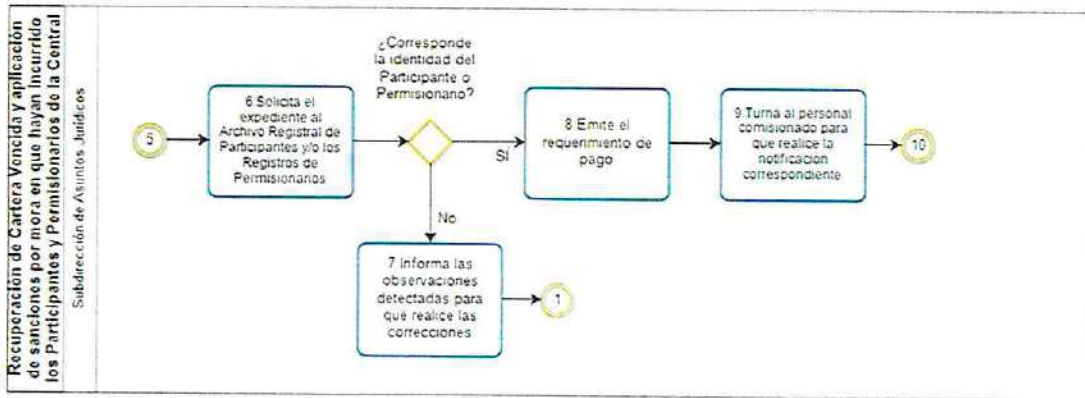 Recuperación de Cartera Vencida y aplicación
de sanciones por mora en que hayan incurrido
los Participantes y Permisionarios de la Central
Subdirección de Asuntos Jurídicos
5
6 Solicita el
expediente al
Archivo Registral de
Participantes y/o los
Registros de
Permisionarios
¿Corresponde
la identidad del
Participante o
Permisionario?
Sí
8 Emite el
requerimiento de
pago
9 Turna al personal
comisionado para
que realice la
notificación
correspondiente
10
No
7 Informa las
observaciones
detectadas para
que realice las
correcciones
1